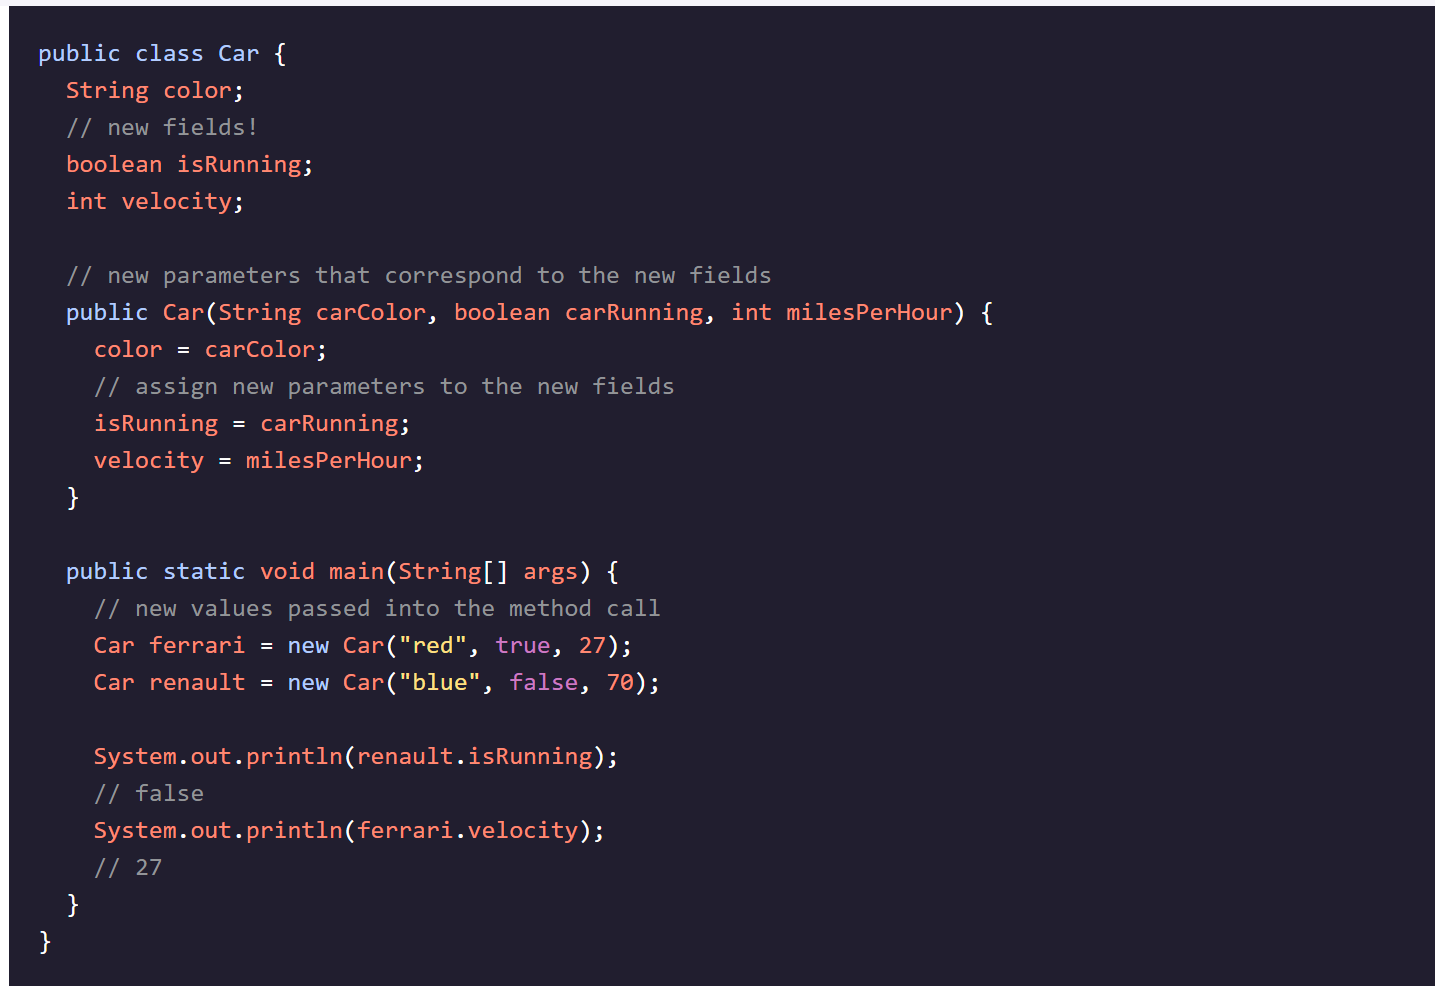 public class Car {
  String color;
  // new fields!
  boolean isRunning;
  int velocity;

  // new parameters that correspond to the new fields
  public Car(String carColor, boolean carRunning, int milesPerHour) {
    color = carColor;
    // assign new parameters to the new fields
    isRunning = carRunning;
    velocity = milesPerHour;
  }

  public static void main(String[] args) {
    // new values passed into the method call
    Car ferrari = new Car("red", true, 27);
    Car renault = new Car("blue", false, 70);

    System.out.println(renault.isRunning);
    // false
    System.out.println(ferrari.velocity);
    // 27
  }
}